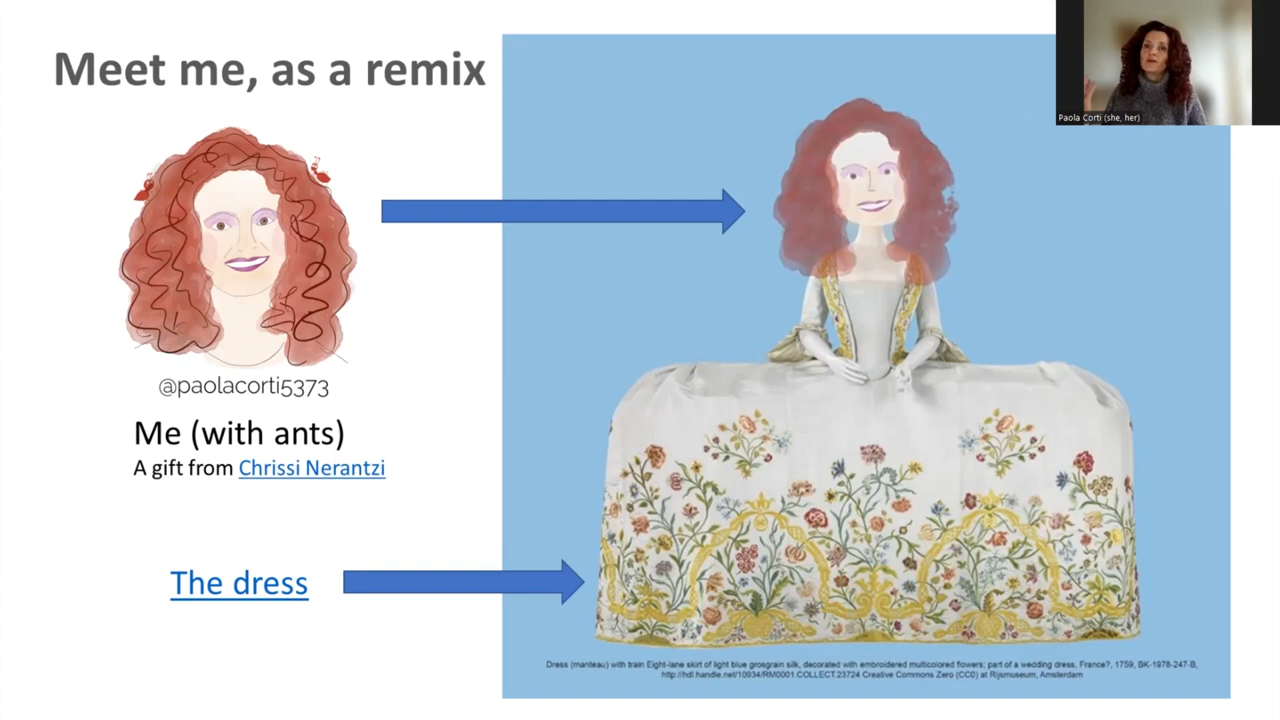 Meet me, as a remix
Paola Corti (she, her)
@paolacorti5373
Me (with ants)
A gift from Chrissi Nerantzi
The dress
Dress (manteau) with train Eight-lane skirt of light blue grosgrain silk, decorated with embroidered multicolored flowers; part of a wedding dress, France?, 1759, BK-1978-247-B,
http://hdl.handle.net/10934/RM0001.COLLECT.23724 Creative Commons Zero (CC0) at Rijsmuseum, Amsterdam